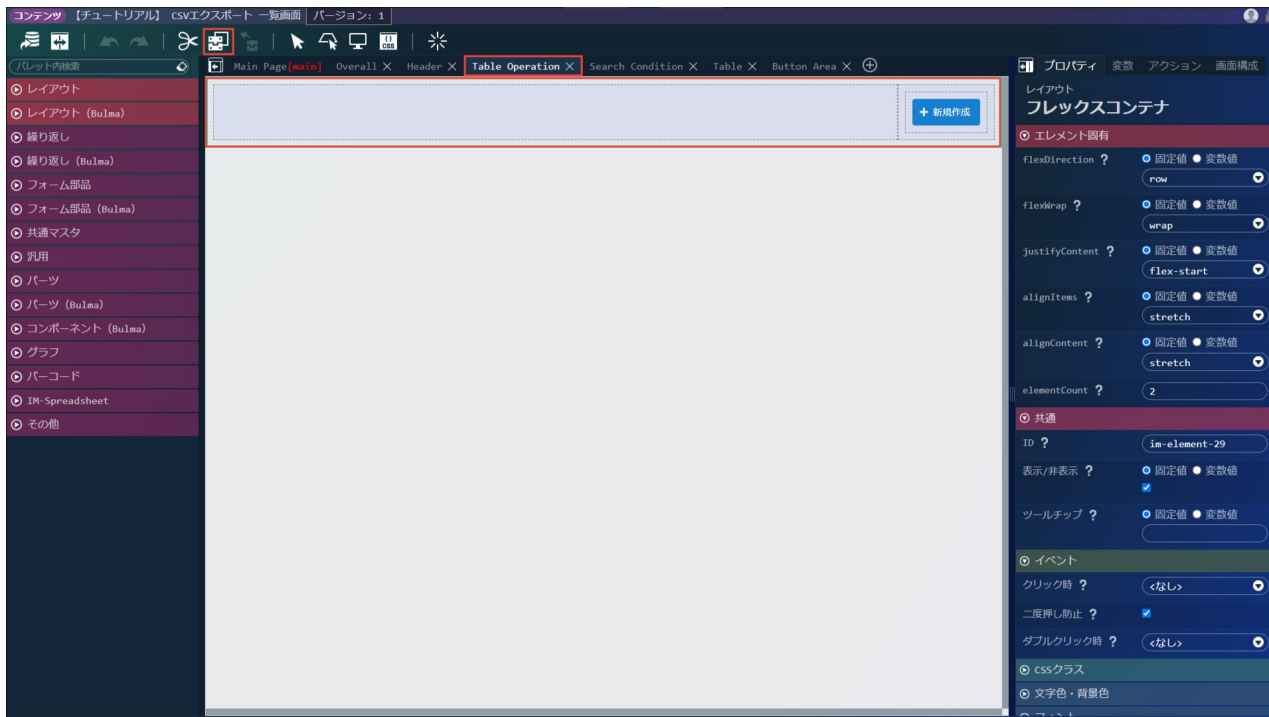 コンテンツ 【チュートリアル】 CSVエクスポート 一覧画面 バージョン: 1
{}
CSS
パレット内検索
Main Page[main] Overall Header Table Operation Search Condition Table Button Area
プロパティ 変数 アクション 画面構成
レイアウト
レイアウト (Bulma)
繰り返し
繰り返し (Bulma)
フォーム部品
フォーム部品 (Bulma)
共通マスタ
汎用
パーツ
パーツ (Bulma)
コンポーネント (Bulma)
グラフ
バーコード
IM-Spreadsheet
その他
+ 新規作成
レイアウト
フレックスコンテナ
エレメント固有
flexDirection ? 固定値 変数値
row
flexWrap ? 固定値 変数値
wrap
justifyContent ? 固定値 変数値
flex-start
alignItems ? 固定値 変数値
stretch
alignContent ? 固定値 変数値
stretch
elementCount ? 2
共通
ID ? im-element-29
表示/非表示 ? 固定値 変数値
ツールチップ ? 固定値 変数値
イベント
クリック時 ? <なし>
二度押し防止 ?
ダブルクリック時 ? <なし>
CSSクラス
文字色・背景色